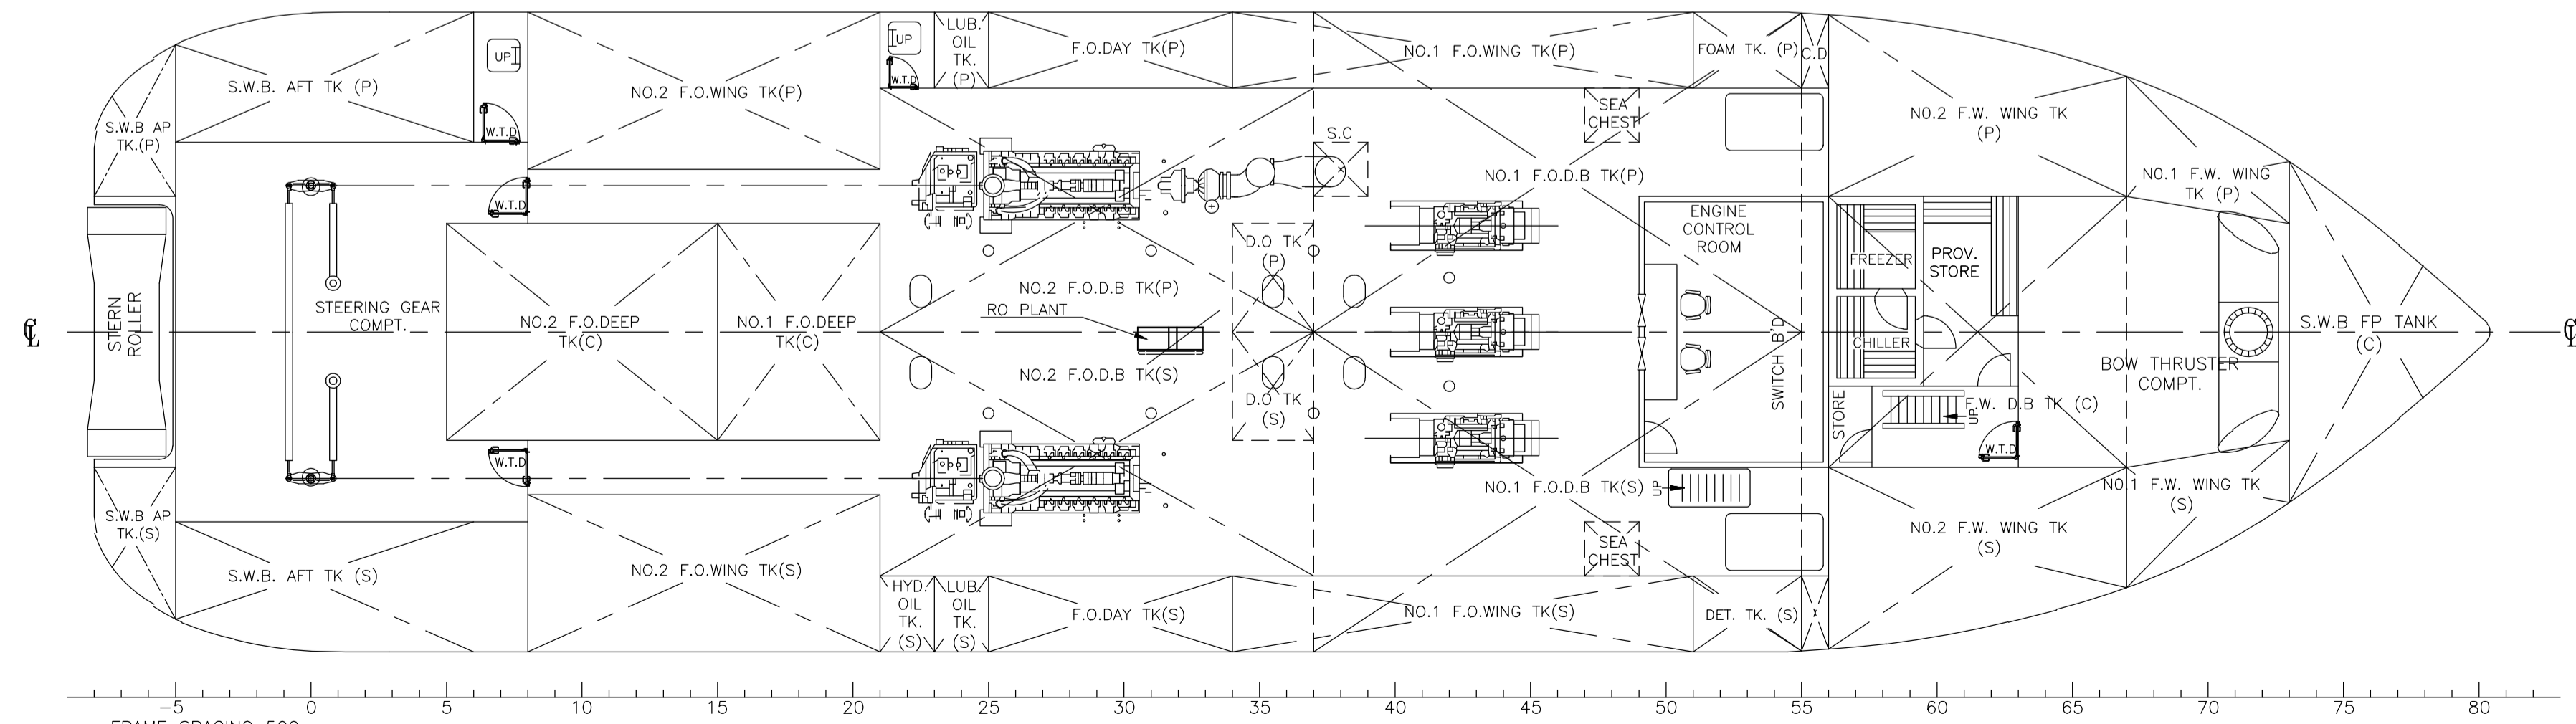 S.W.B. AFT TK (P)
UP
NO.2 F.O.WING TK(P)
UP
LUB.
OIL
TK.
(P)
F.O.DAY TK(P)
NO.1 F.O.WING TK(P)
FOAM TK. (P)
C.D
S.W.B AP
TK.(P)
W.T.D
W.T.D
SEA
CHEST
S.C
NO.2 F.W. WING TK
(P)
W.T.D
NO.1 F.O.D.B TK(P)
NO.1 F.W. WING
TK (P)
ENGINE
CONTROL
ROOM
D.O TK
(P)
FREEZER
PROV.
STORE
NO.2 F.O.D.B TK(P)
RO PLANT
STERN
ROLLER
STEERING GEAR
COMPT.
NO.2 F.O.DEEP
TK(C)
NO.1 F.O.DEEP
TK(C)
CL
CL
S.W.B FP TANK
(C)
CHILLER
SWITCH B'D
BOW THRUSTER
COMPT.
NO.2 F.O.D.B TK(S)
D.O TK
(S)
STORE
F.W. D.B TK (C)
UP
W.T.D
W.T.D
NO.1 F.O.D.B TK(S)
UP
NO.1 F.W. WING TK
(S)
S.W.B AP
TK.(S)
NO.2 F.W. WING TK
(S)
SEA
CHEST
S.W.B. AFT TK (S)
NO.2 F.O.WING TK(S)
HYD.
OIL
TK.
(S)
LUB.
OIL
TK.
(S)
F.O.DAY TK(S)
NO.1 F.O.WING TK(S)
DET. TK. (S)
-5 0 5 10 15 20 25 30 35 40 45 50 55 60 65 70 75 80
FRAME SPACING 500